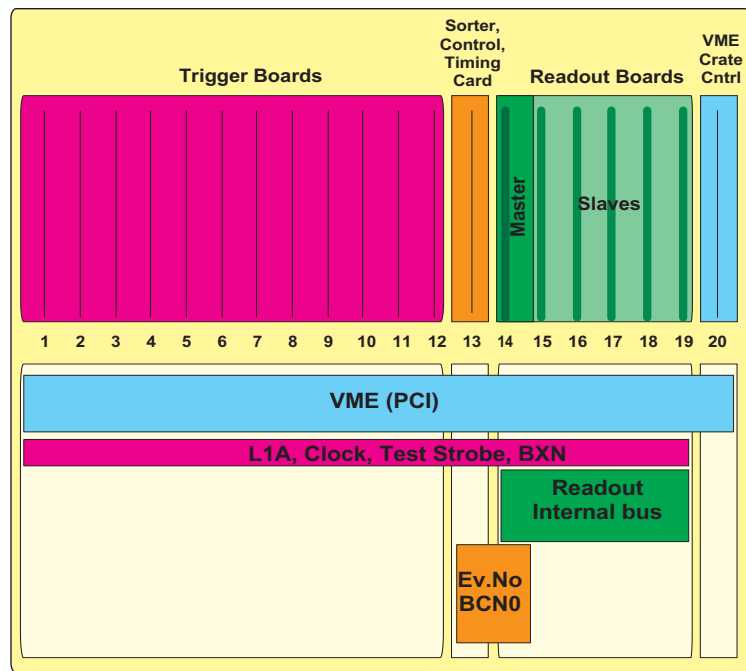 Sorter,
Control,
Timing
Card
VME
Crate
Cntrl
Trigger Boards
Readout Boards
Master
Slaves
1 2 3 4 5 6 7 8 9 10 11 12 13 14 15 16 17 18 19 20
VME (PCI)
L1A, Clock, Test Strobe, BXN
Readout
Internal bus
Ev.No
BCN0